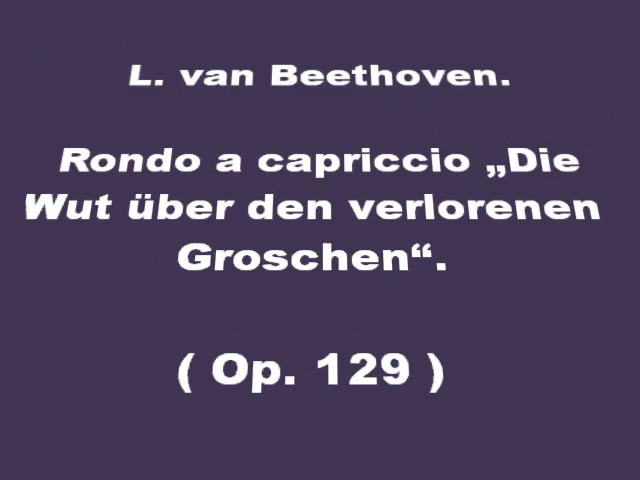 L. van Beethoven.
Rondo a capriccio „Die
Wut über den verlorenen
Groschen“.
( Op. 129 )